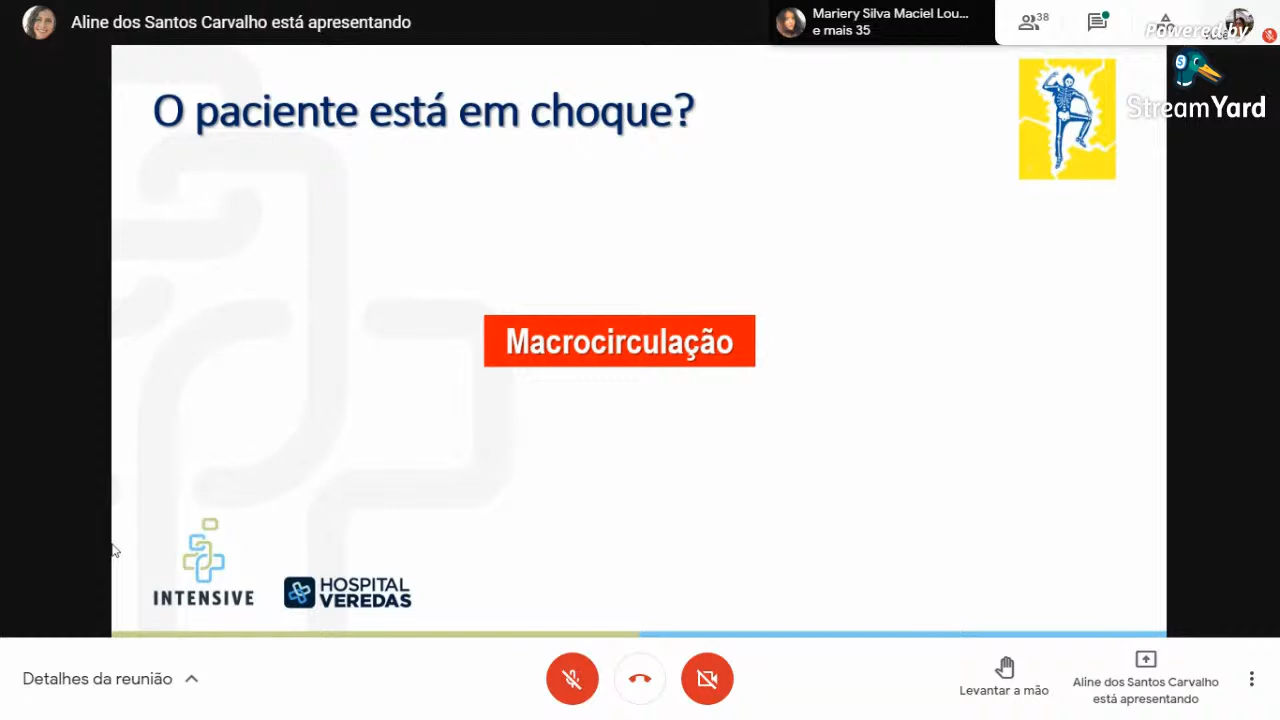 Aline dos Santos Carvalho está apresentando
Mariery Silva Maciel Lou...
e mais 35
38
Powered by
StreamYard
O paciente está em choque?
Macrocirculação
INTENSIVE
HOSPITAL
VEREDAS
Detalhes da reunião
Levantar a mão
Aline dos Santos Carvalho
está apresentando